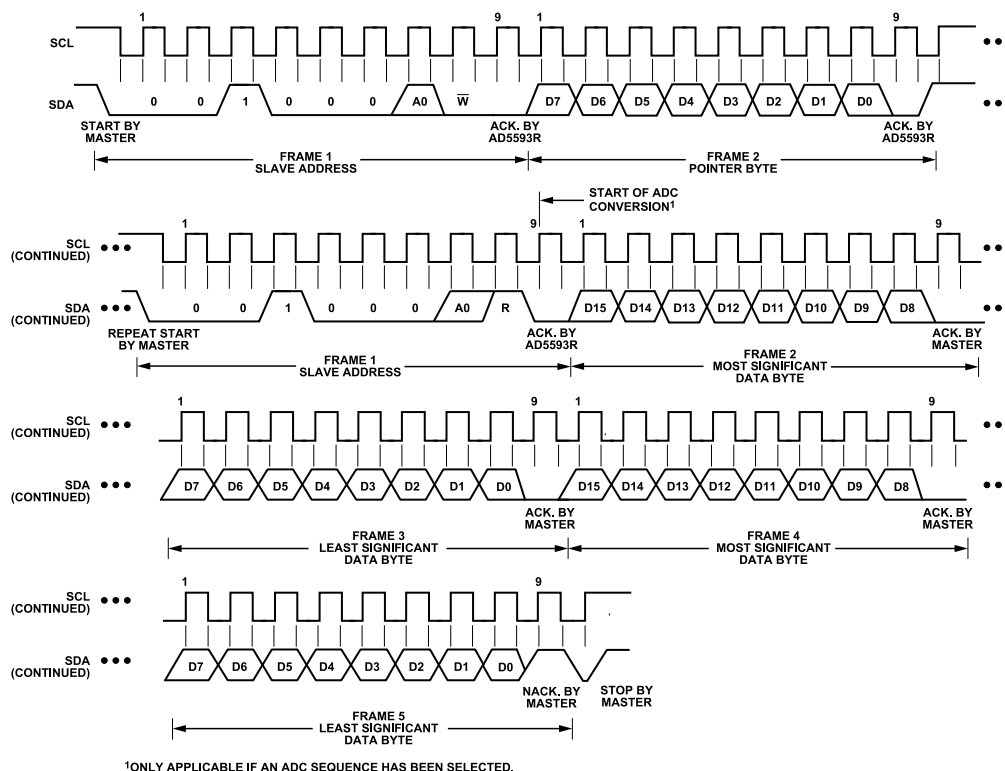 1 9 1 9
SCL
SDA 0 0 1 0 0 0 A0 W̅ D7 D6 D5 D4 D3 D2 D1 D0
START BY MASTER
ACK. BY AD5593R
ACK. BY AD5593R
FRAME 1
SLAVE ADDRESS
FRAME 2
POINTER BYTE
START OF ADC
CONVERSION¹
1 9 1 9
SCL
(CONTINUED)
SDA
(CONTINUED)
0 0 1 0 0 0 A0 R D15 D14 D13 D12 D11 D10 D9 D8
REPEAT START
BY MASTER
ACK. BY
AD5593R
ACK. BY
MASTER
FRAME 1
SLAVE ADDRESS
FRAME 2
MOST SIGNIFICANT
DATA BYTE
1 9 1 9
SCL
(CONTINUED)
SDA
(CONTINUED)
D7 D6 D5 D4 D3 D2 D1 D0 D15 D14 D13 D12 D11 D10 D9 D8
ACK. BY
MASTER
ACK. BY
MASTER
FRAME 3
LEAST SIGNIFICANT
DATA BYTE
FRAME 4
MOST SIGNIFICANT
DATA BYTE
1 9
SCL
(CONTINUED)
SDA
(CONTINUED)
D7 D6 D5 D4 D3 D2 D1 D0
NACK. BY
MASTER
STOP BY
MASTER
FRAME 5
LEAST SIGNIFICANT
DATA BYTE
¹ONLY APPLICABLE IF AN ADC SEQUENCE HAS BEEN SELECTED.